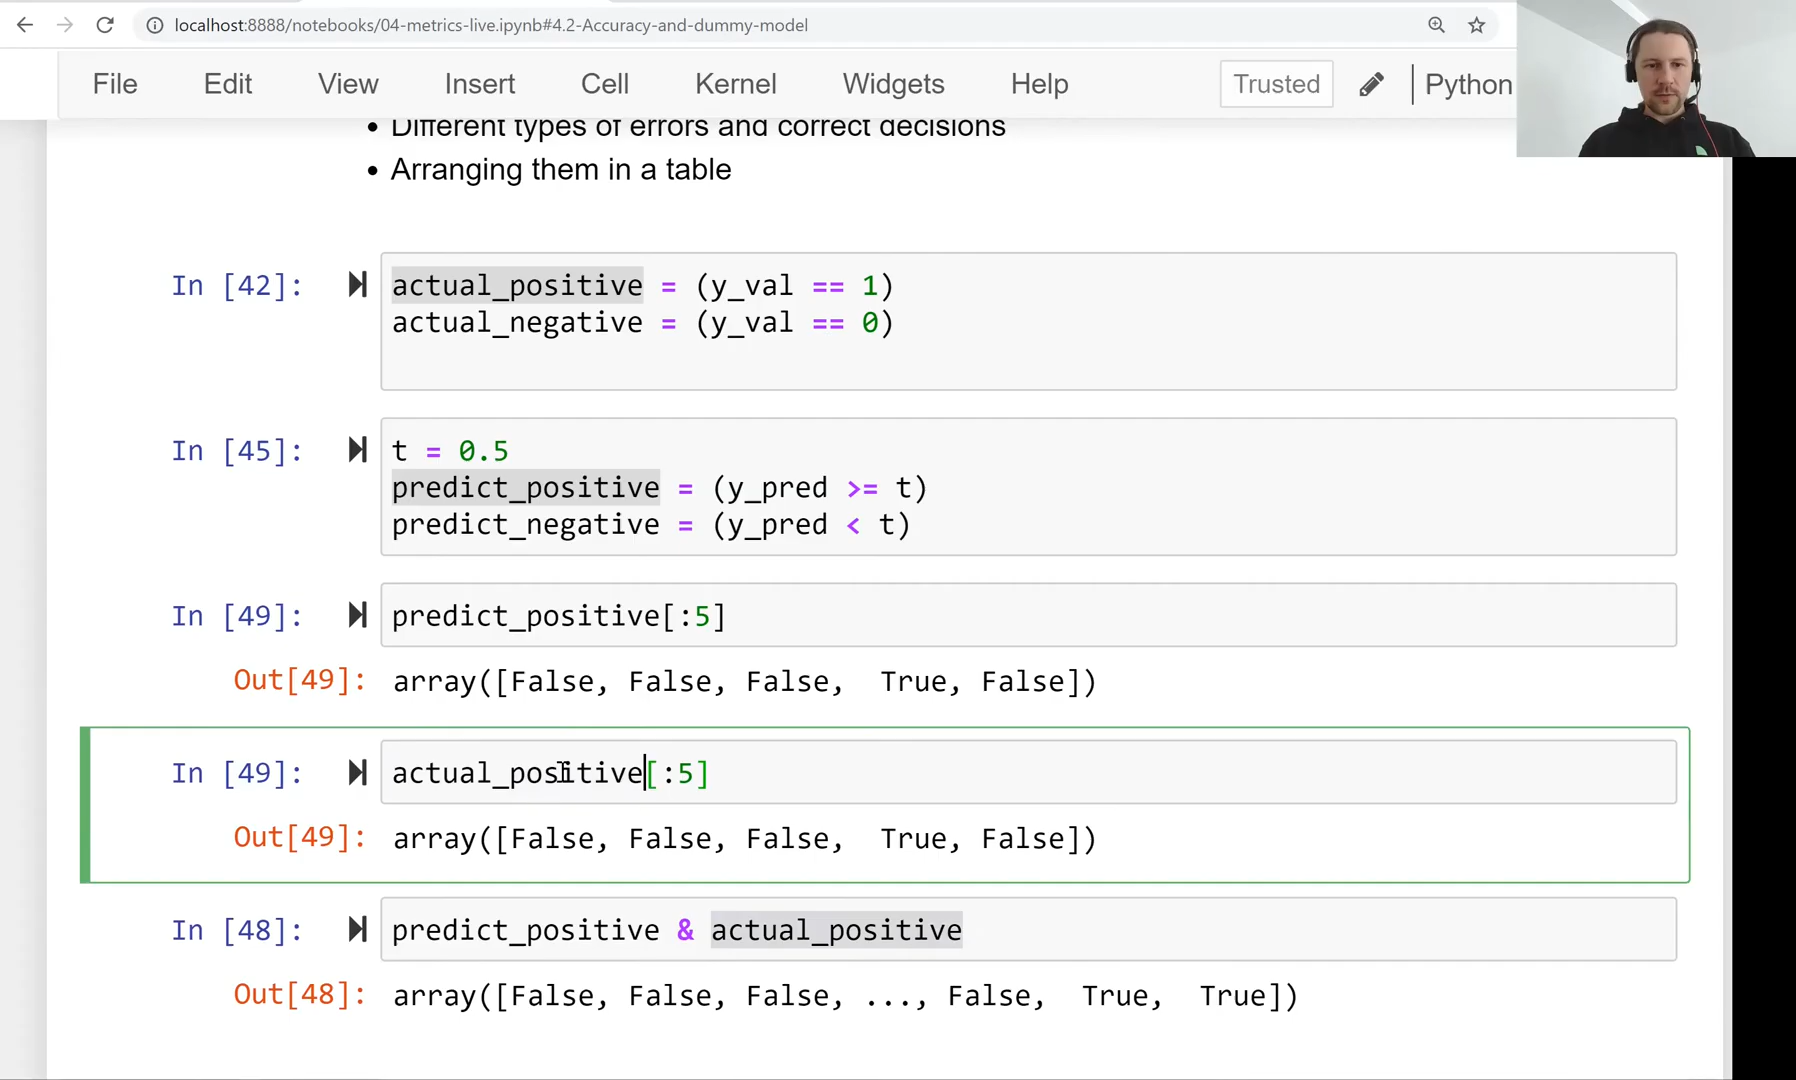 localhost:8888/notebooks/04-metrics-live.ipynb#4.2-Accuracy-and-dummy-model
File Edit View Insert Cell Kernel Widgets Help Trusted Python
• Different types of errors and correct decisions
• Arranging them in a table
In [42]: actual_positive = (y_val == 1)
actual_negative = (y_val == 0)
In [45]: t = 0.5
predict_positive = (y_pred >= t)
predict_negative = (y_pred < t)
In [49]: predict_positive[:5]
Out[49]: array([False, False, False,  True, False])
In [49]: actual_positive[:5]
Out[49]: array([False, False, False,  True, False])
In [48]: predict_positive & actual_positive
Out[48]: array([False, False, False, ..., False,  True,  True])